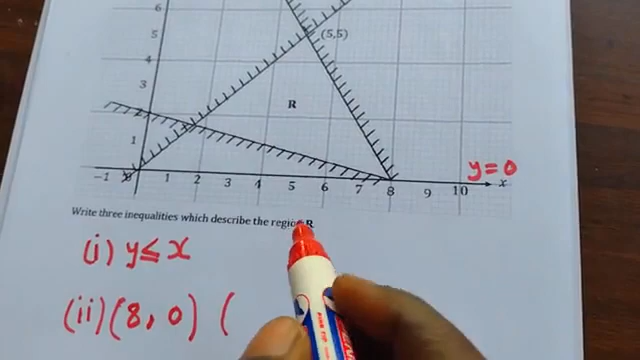 6
5
(5,5)
4
3
R
2
1
y=0
−1 1 2 3 4 5 6 7 8 9 10 x
Write three inequalities which describe the region R
(i) y ≤ x
(ii) (8, 0) (